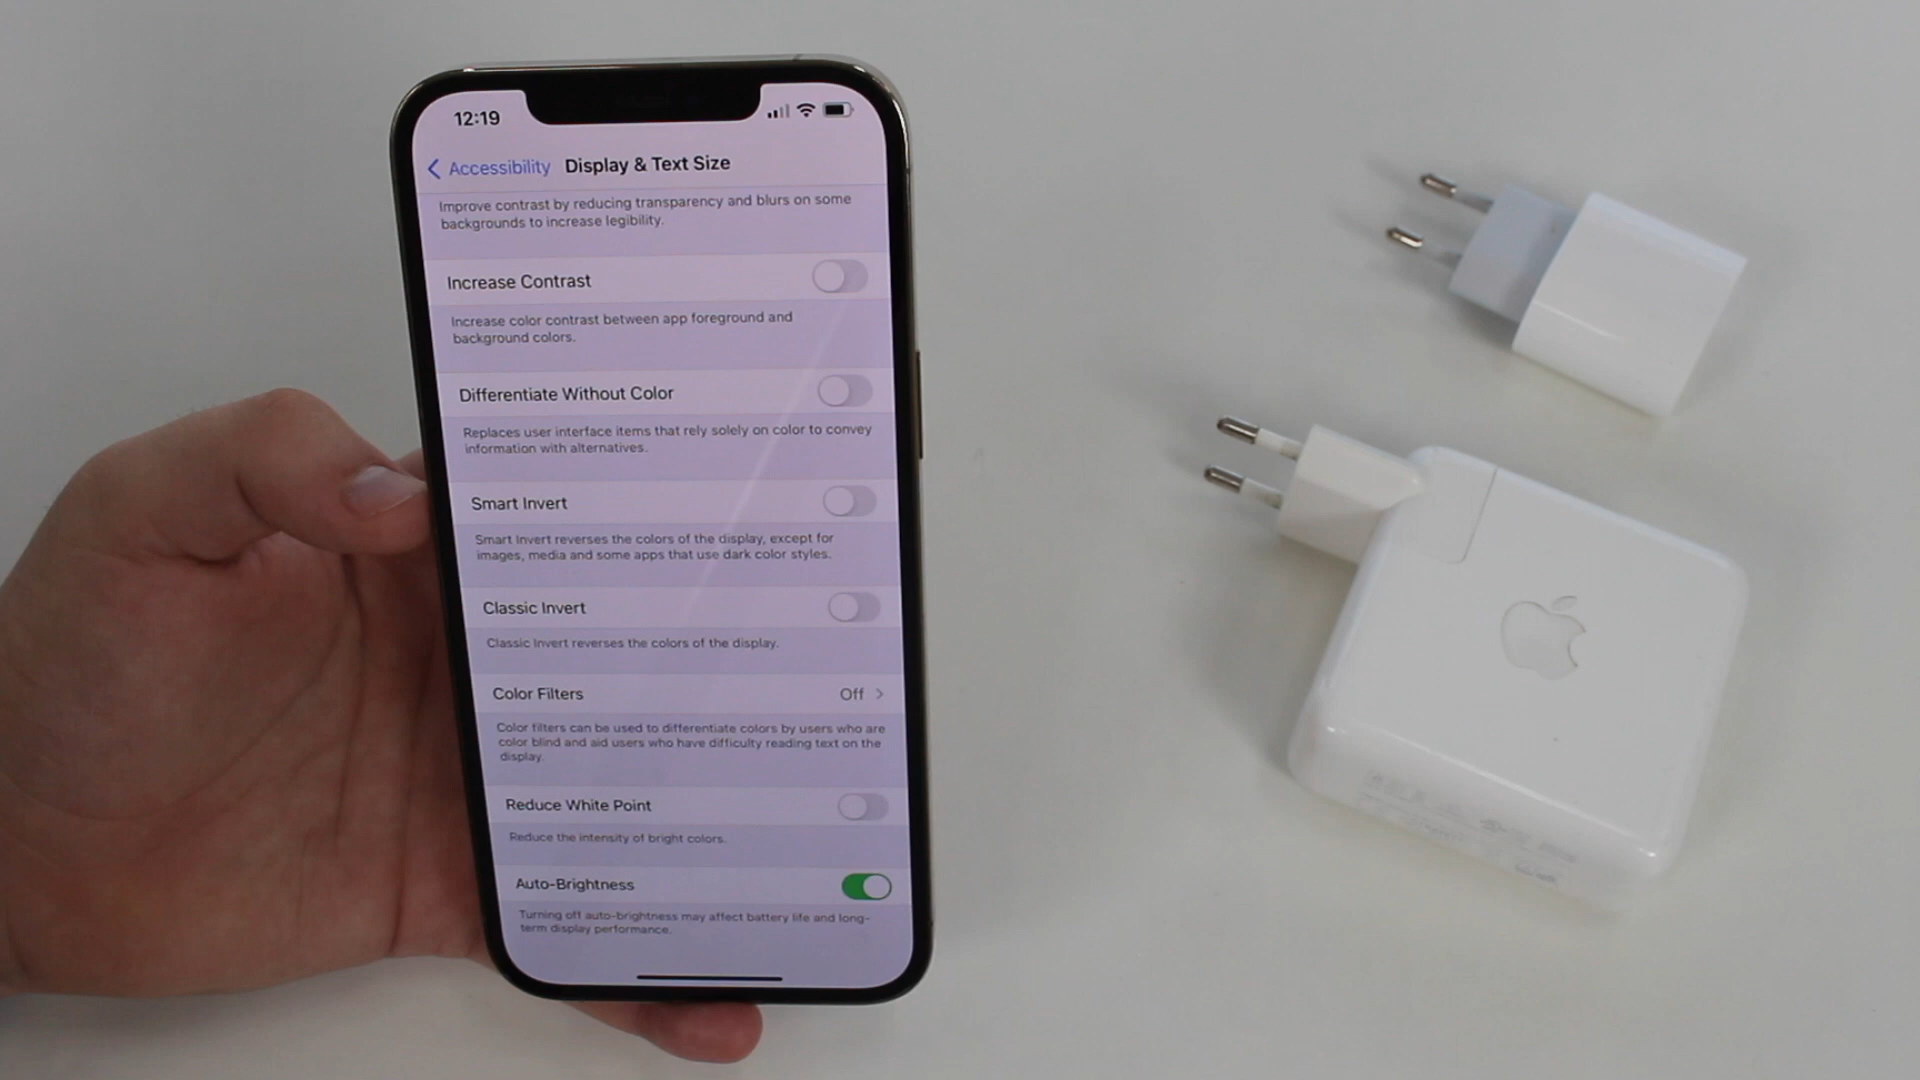 12:19
Accessibility Display & Text Size
Improve contrast by reducing transparency and blurs on some
backgrounds to increase legibility.
Increase Contrast
Increase color contrast between app foreground and
background colors.
Differentiate Without Color
Replaces user interface items that rely solely on color to convey
information with alternatives.
Smart Invert
Smart Invert reverses the colors of the display, except for
images, media and some apps that use dark color styles.
Classic Invert
Classic Invert reverses the colors of the display.
Color Filters Off
Color filters can be used to differentiate colors by users who are
color blind and aid users who have difficulty reading text on the
display.
Reduce White Point
Reduce the intensity of bright colors.
Auto-Brightness
Turning off auto-brightness may affect battery life and long-
term display performance.